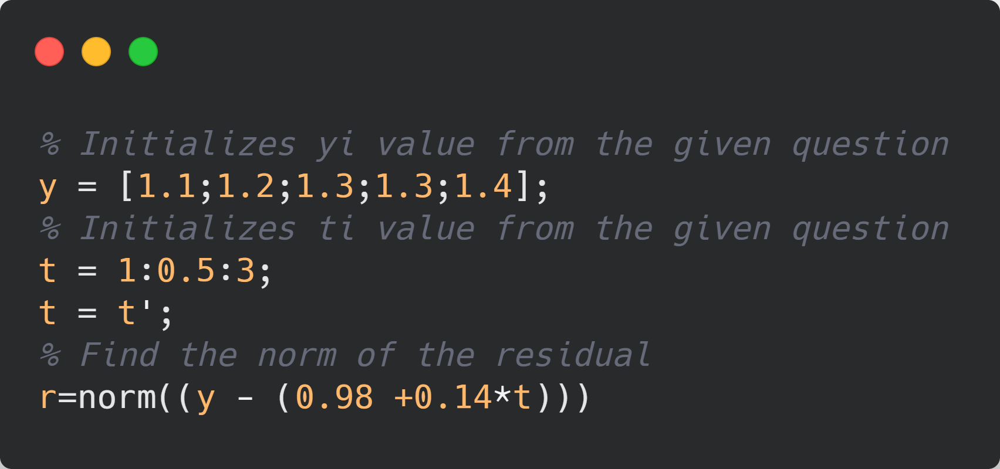 % Initializes yi value from the given question
y = [1.1;1.2;1.3;1.3;1.4];
% Initializes ti value from the given question
t = 1:0.5:3;
t = t';
% Find the norm of the residual
r=norm((y - (0.98 +0.14*t)))